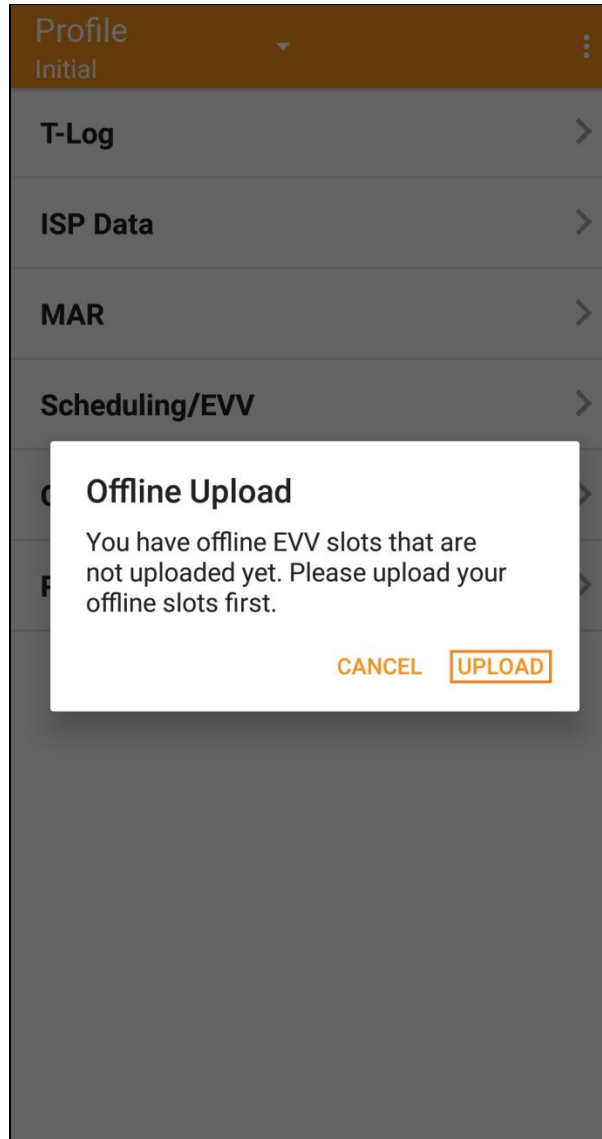 Profile
Initial
T-Log
ISP Data
MAR
Scheduling/EVV
Offline Upload
You have offline EVV slots that are
not uploaded yet. Please upload your
offline slots first.
CANCEL UPLOAD